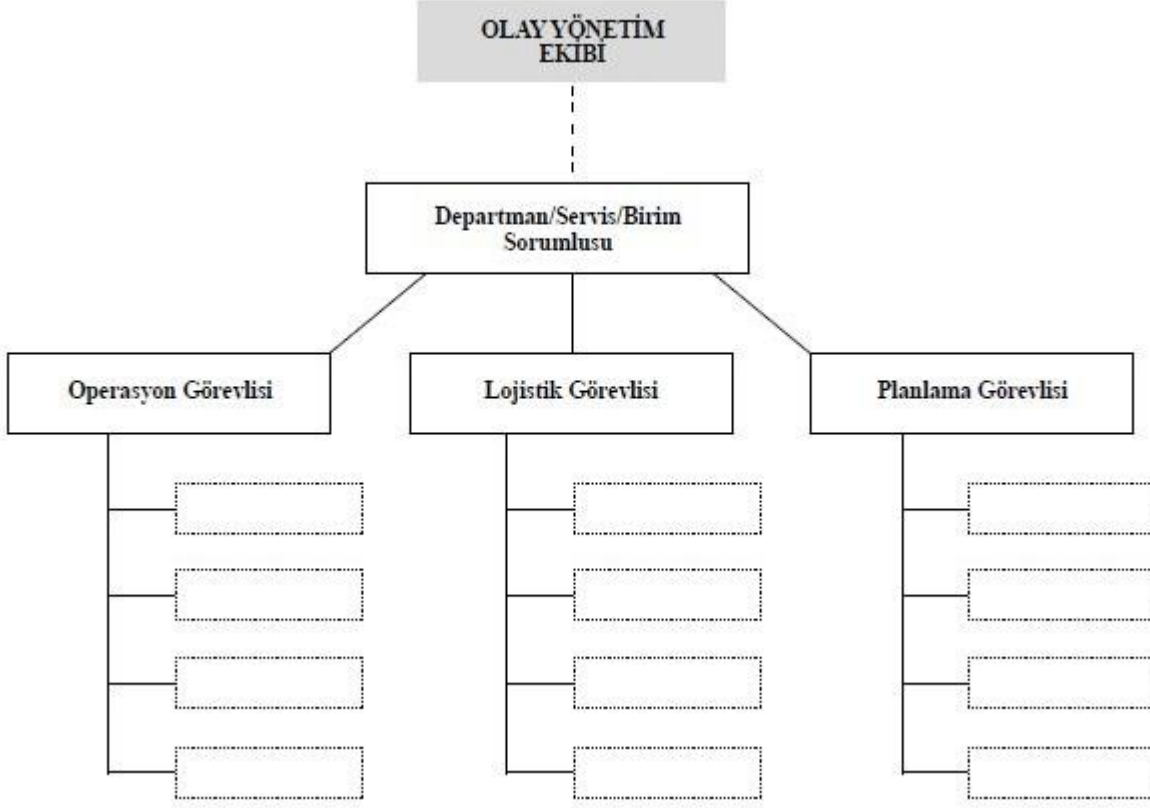 OLAY YÖNETİM
EKİBİ
Departman/Servis/Birim
Sorumlusu
Operasyon Görevlisi
Lojistik Görevlisi
Planlama Görevlisi